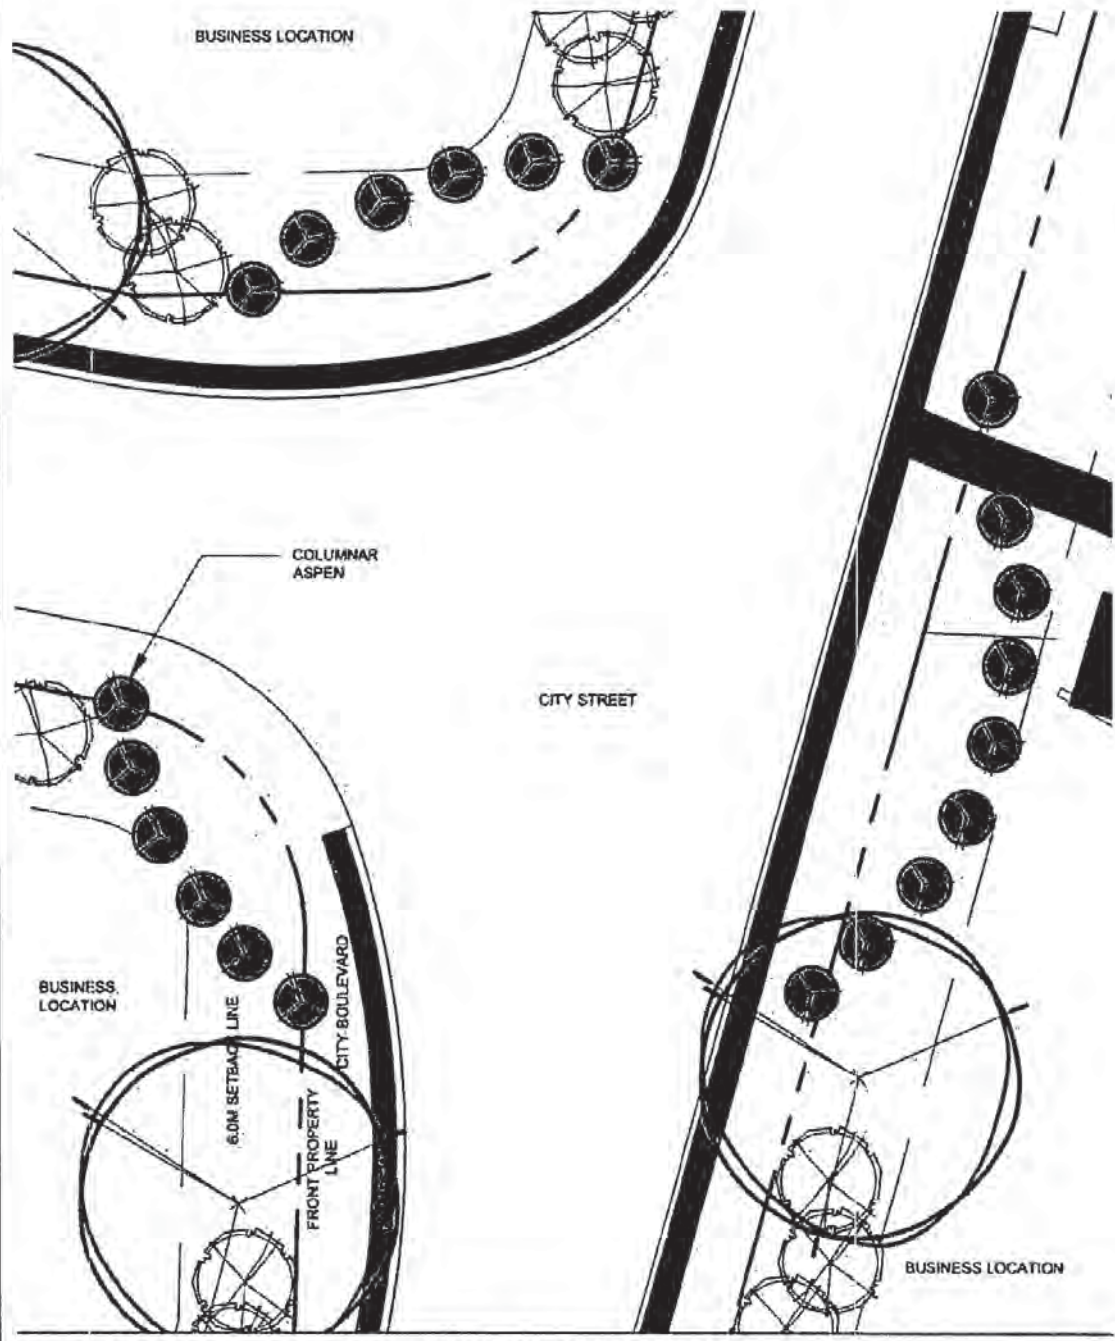 BUSINESS LOCATION
COLUMNAR
ASPEN
CITY STREET
BUSINESS
LOCATION
6.0M SETBACK LINE
FRONT PROPERTY
LINE
CITY BOULEVARD
BUSINESS LOCATION